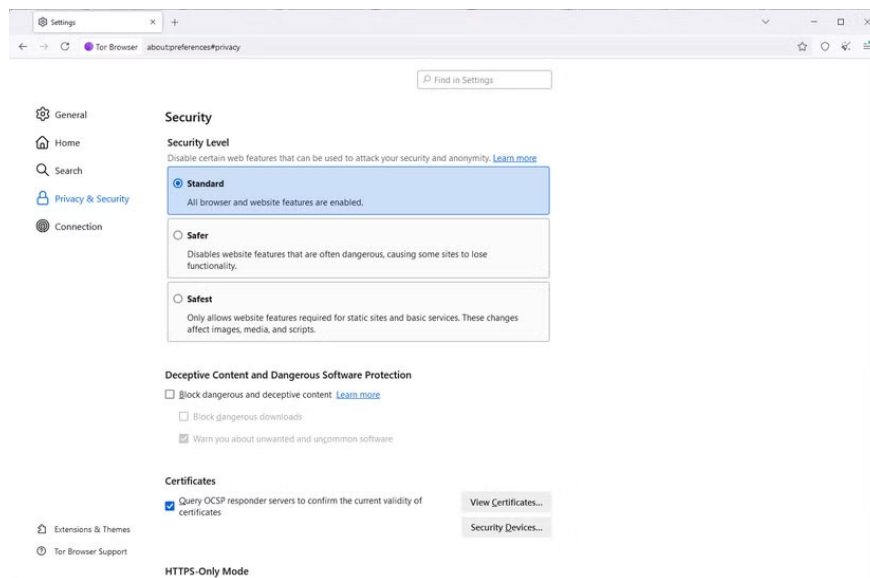 Settings
Tor Browser
about:preferences#privacy
Find in Settings
General
Home
Search
Privacy & Security
Connection
Extensions & Themes
Tor Browser Support
Security
Security Level
Disable certain web features that can be used to attack your security and anonymity. Learn more
Standard
All browser and website features are enabled.
Safer
Disables website features that are often dangerous, causing some sites to lose
functionality.
Safest
Only allows website features required for static sites and basic services. These changes
affect images, media, and scripts.
Deceptive Content and Dangerous Software Protection
Block dangerous and deceptive content Learn more
Block dangerous downloads
Warn you about unwanted and uncommon software
Certificates
Query OCSP responder servers to confirm the current validity of
certificates
View Certificates...
Security Devices...
HTTPS-Only Mode